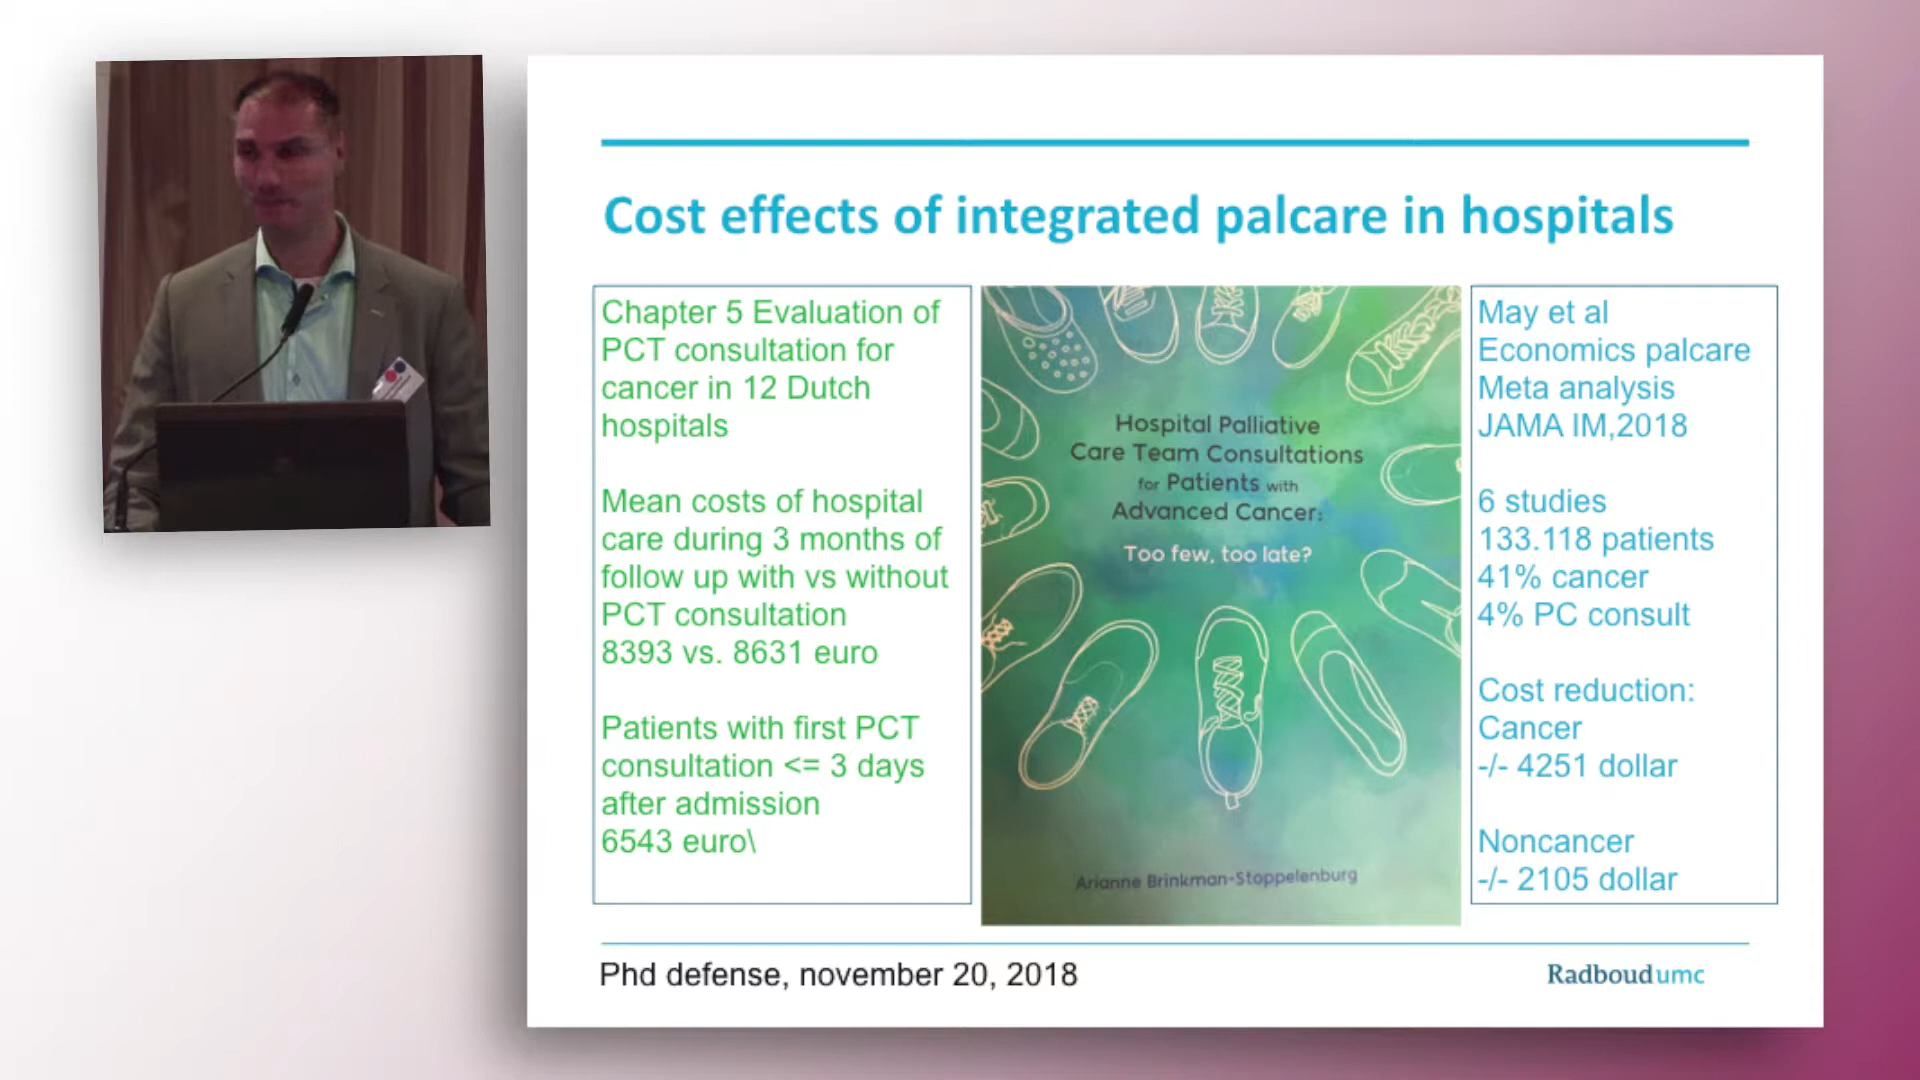 Cost effects of integrated palcare in hospitals
Chapter 5 Evaluation of
PCT consultation for
cancer in 12 Dutch
hospitals
Mean costs of hospital
care during 3 months of
follow up with vs without
PCT consultation
8393 vs. 8631 euro
Patients with first PCT
consultation <= 3 days
after admission
6543 euro\
Hospital Palliative
Care Team Consultations
for Patients with
Advanced Cancer:
Too few, too late?
Arianne Brinkman-Stoppelenburg
May et al
Economics palcare
Meta analysis
JAMA IM,2018
6 studies
133.118 patients
41% cancer
4% PC consult
Cost reduction:
Cancer
-/- 4251 dollar
Noncancer
-/- 2105 dollar
Phd defense, november 20, 2018
Radboudumc